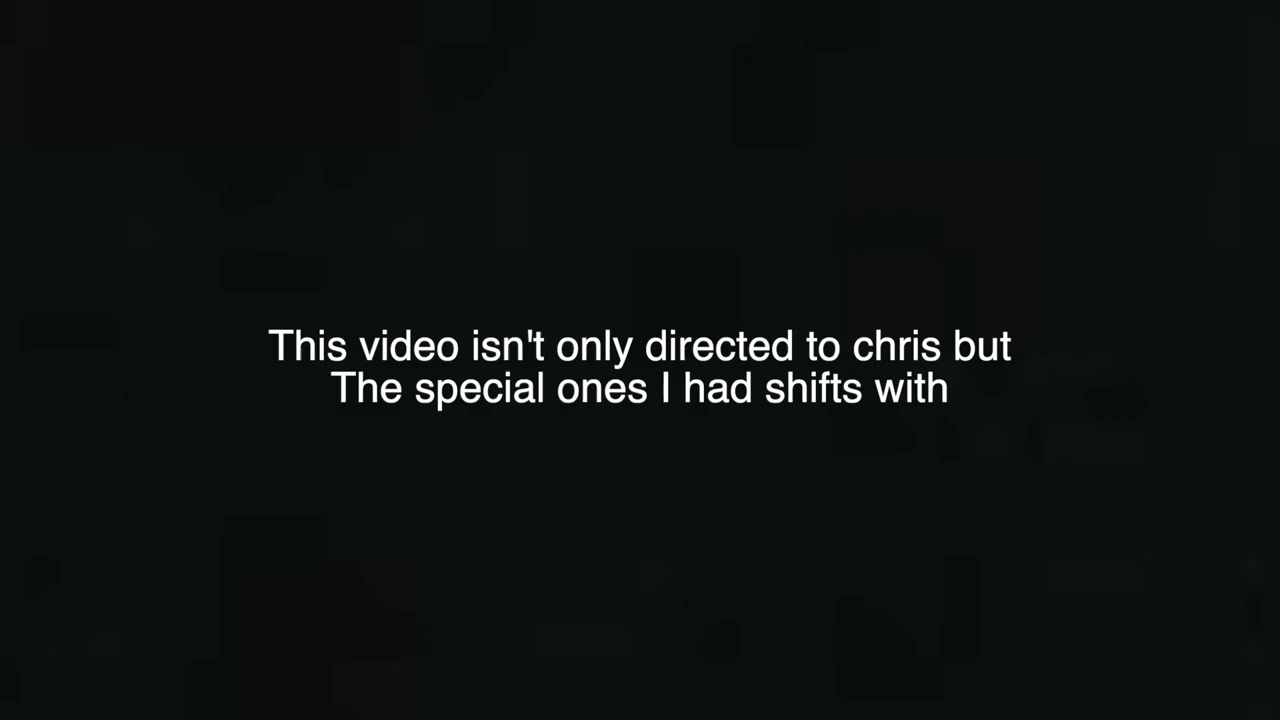 This video isn't only directed to chris but
The special ones I had shifts with